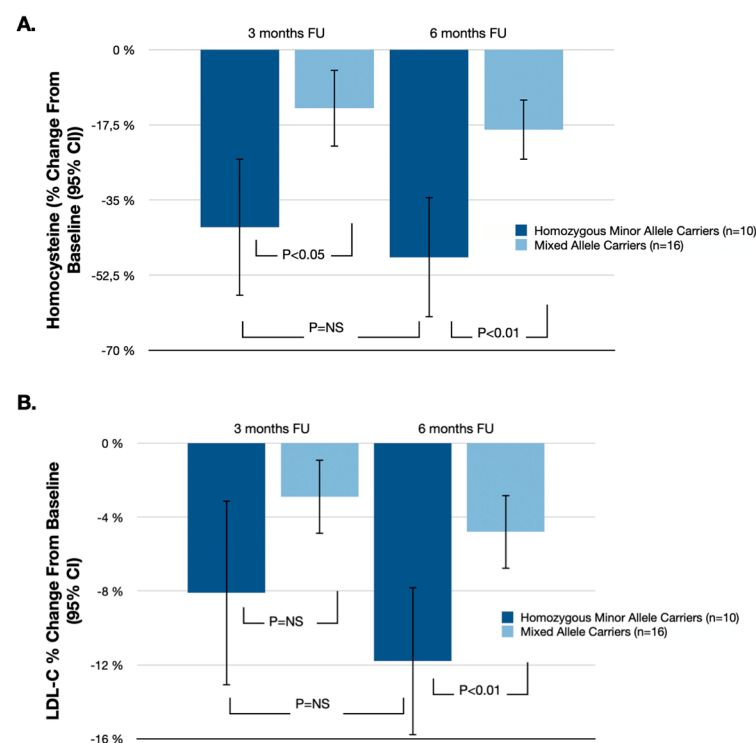 A.
3 months FU
6 months FU
0 %
-17,5 %
-35 %
-52,5 %
-70 %
Homocysteine (% Change From
Baseline (95% CI))
Homozygous Minor Allele Carriers (n=10)
Mixed Allele Carriers (n=16)
P<0.05
P=NS
P<0.01
B.
3 months FU
6 months FU
0 %
-4 %
-8 %
-12 %
-16 %
LDL-C % Change From Baseline
(95% CI)
Homozygous Minor Allele Carriers (n=10)
Mixed Allele Carriers (n=16)
P=NS
P<0.01
P=NS